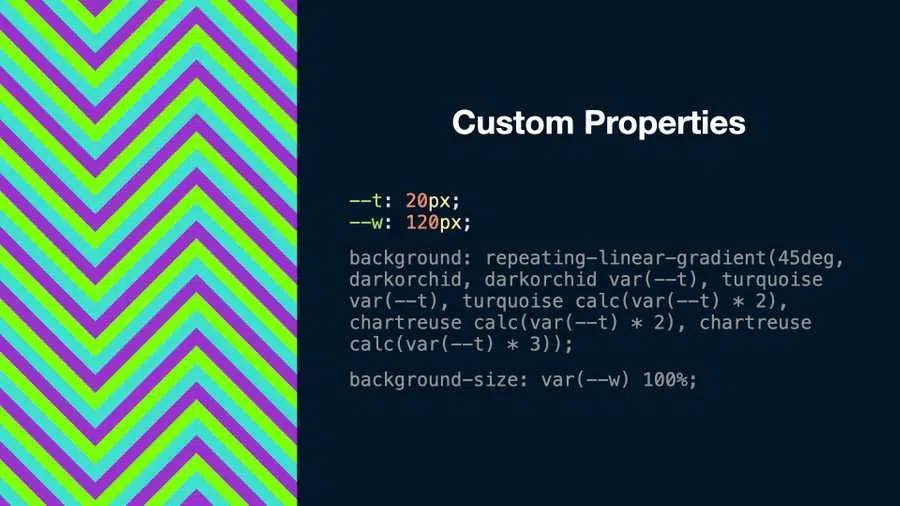 Custom Properties
--t: 20px;
--w: 120px;
background: repeating-linear-gradient(45deg,
darkorchid, darkorchid var(--t), turquoise
var(--t), turquoise calc(var(--t) * 2),
chartreuse calc(var(--t) * 2), chartreuse
calc(var(--t) * 3));
background-size: var(--w) 100%;